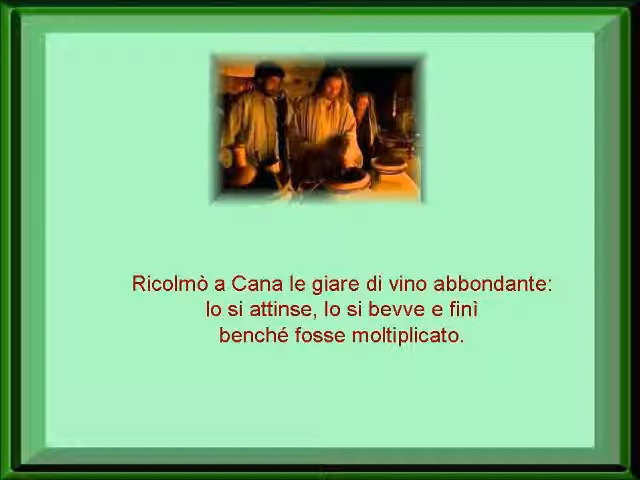 Ricolmò a Cana le giare di vino abbondante:
lo si attinse, lo si bevve e finì
benché fosse moltiplicato.